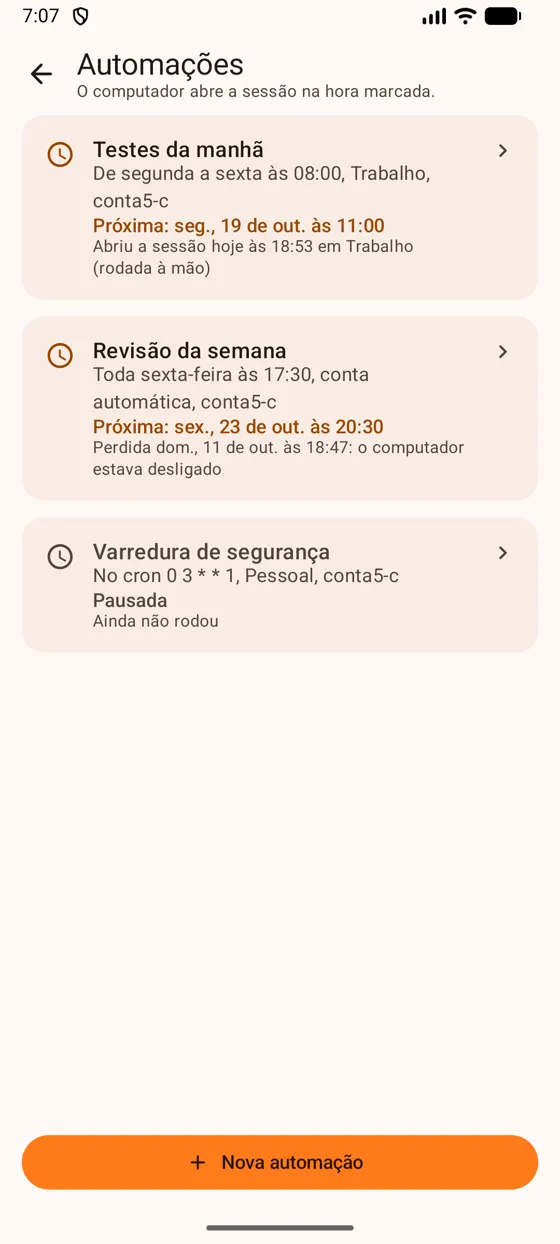 7:07
Automações
O computador abre a sessão na hora marcada.
Testes da manhã
De segunda a sexta às 08:00, Trabalho,
conta5-c
Próxima: seg., 19 de out. às 11:00
Abriu a sessão hoje às 18:53 em Trabalho
(rodada à mão)
Revisão da semana
Toda sexta-feira às 17:30, conta
automática, conta5-c
Próxima: sex., 23 de out. às 20:30
Perdida dom., 11 de out. às 18:47: o computador
estava desligado
Varredura de segurança
No cron 0 3 * * 1, Pessoal, conta5-c
Pausada
Ainda não rodou
+ Nova automação